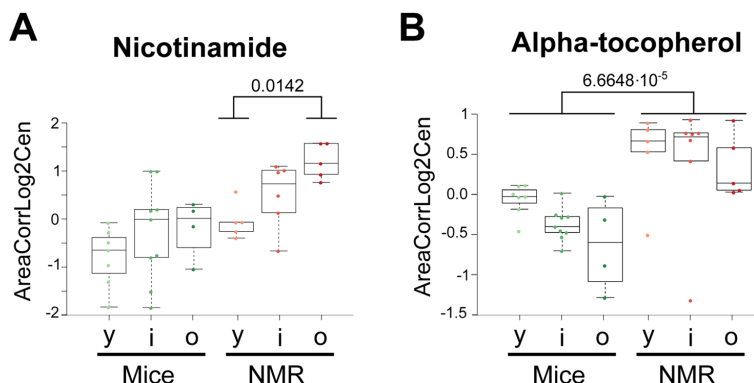 A
Nicotinamide
0.0142
AreaCorrLog2Cen
2
1
0
-1
-2
y i o y i o
Mice NMR
B
Alpha-tocopherol
6.6648·10-5
AreaCorrLog2Cen
1.0
0.5
0.0
-0.5
-1
-1.5
y i o y i o
Mice NMR